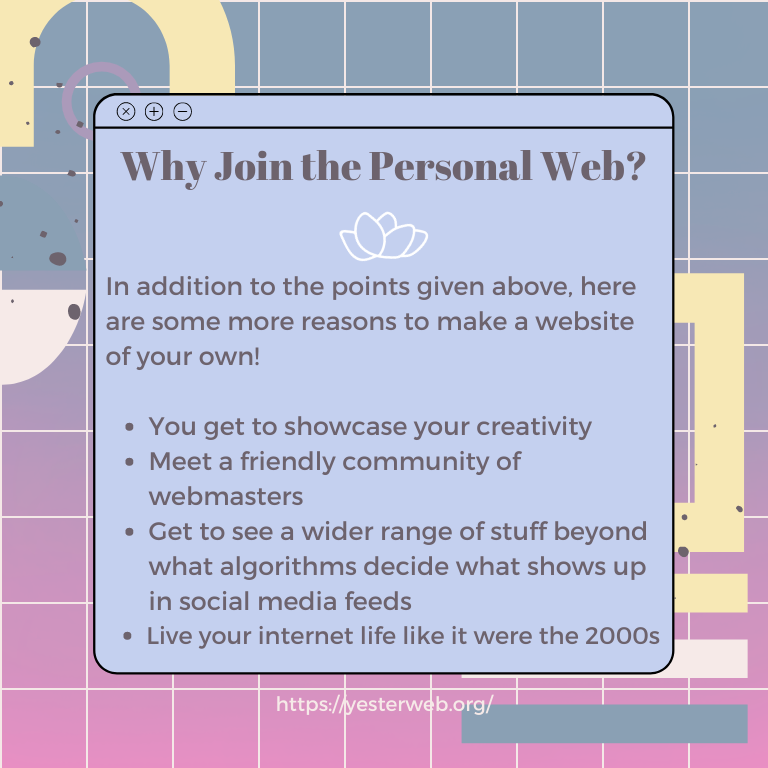 Why Join the Personal Web?
In addition to the points given above, here
are some more reasons to make a website
of your own!
• You get to showcase your creativity
• Meet a friendly community of
webmasters
• Get to see a wider range of stuff beyond
what algorithms decide what shows up
in social media feeds
• Live your internet life like it were the 2000s
https://yesterweb.org/